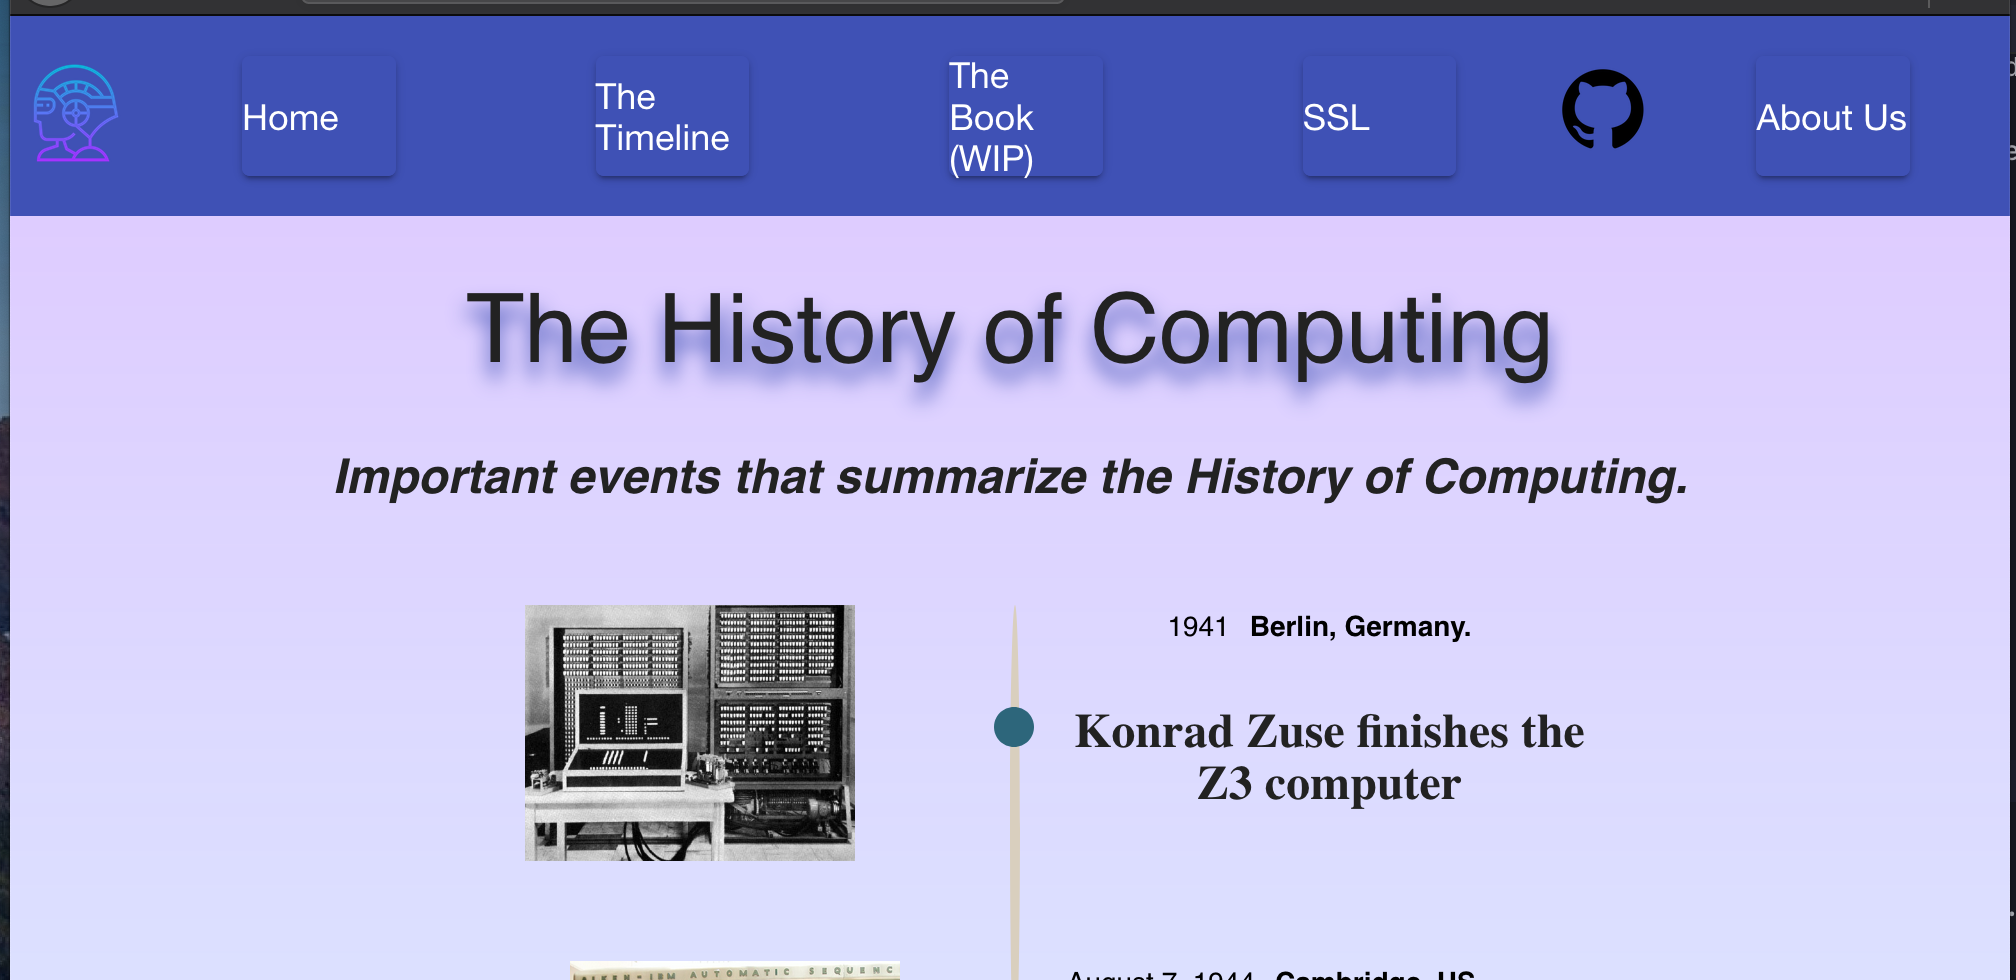 Home
The
Timeline
The
Book
(WIP)
SSL
About Us
The History of Computing
Important events that summarize the History of Computing.
1941 Berlin, Germany.
Konrad Zuse finishes the
Z3 computer
AIKEN-IBM AUTOMATIC SEQUENC
August 7, 1944 Cambridge, US